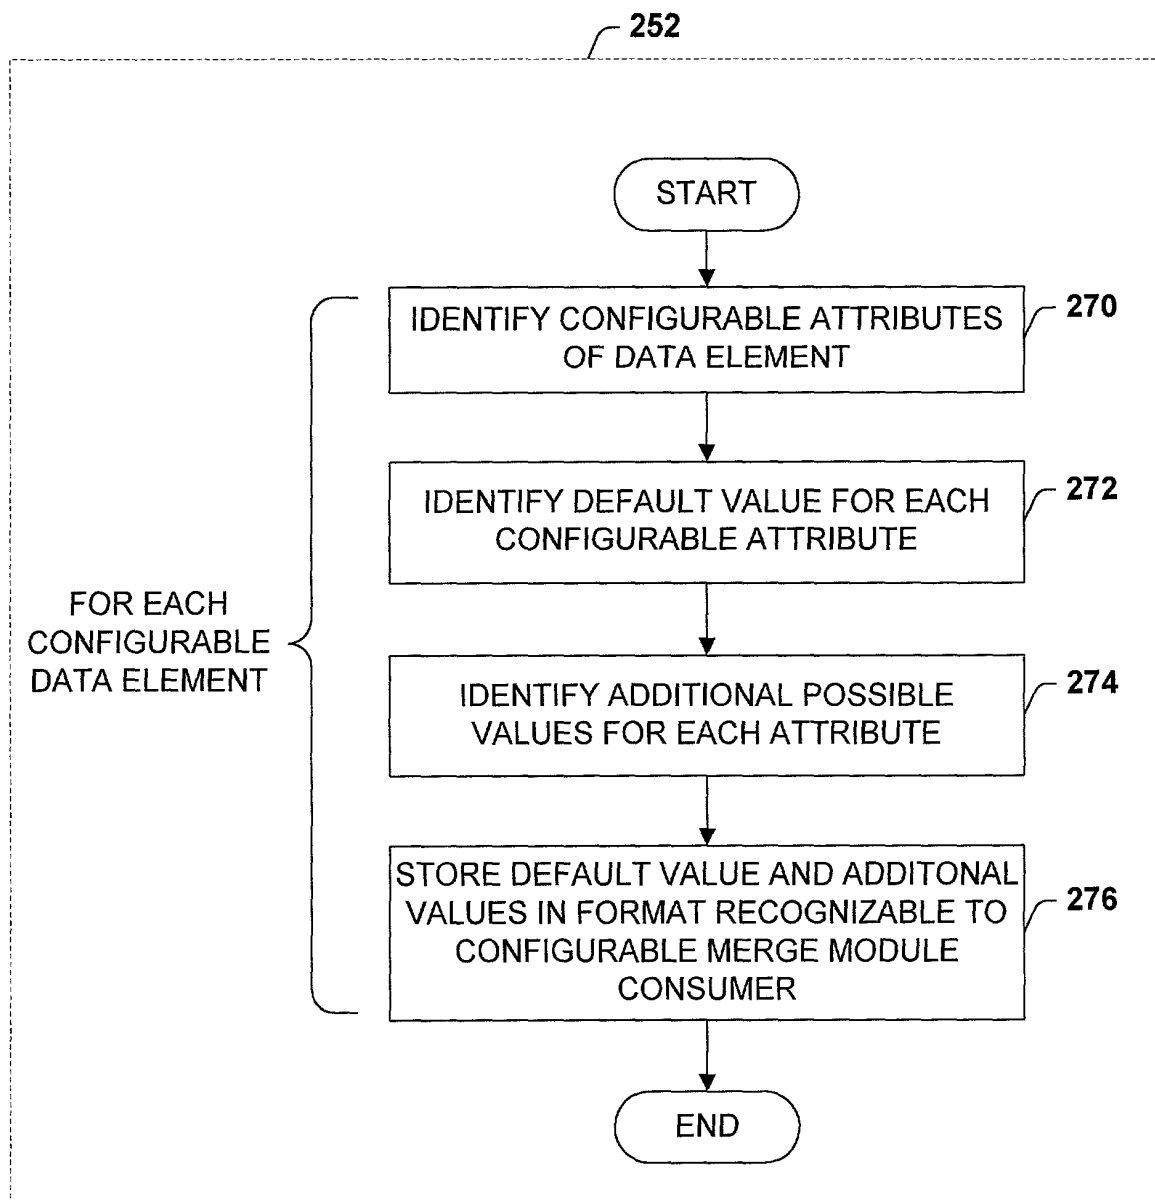 252
START
IDENTIFY CONFIGURABLE ATTRIBUTES
OF DATA ELEMENT
270
IDENTIFY DEFAULT VALUE FOR EACH
CONFIGURABLE ATTRIBUTE
272
FOR EACH
CONFIGURABLE
DATA ELEMENT
IDENTIFY ADDITIONAL POSSIBLE
VALUES FOR EACH ATTRIBUTE
274
STORE DEFAULT VALUE AND ADDITONAL
VALUES IN FORMAT RECOGNIZABLE TO
CONFIGURABLE MERGE MODULE
CONSUMER
276
END